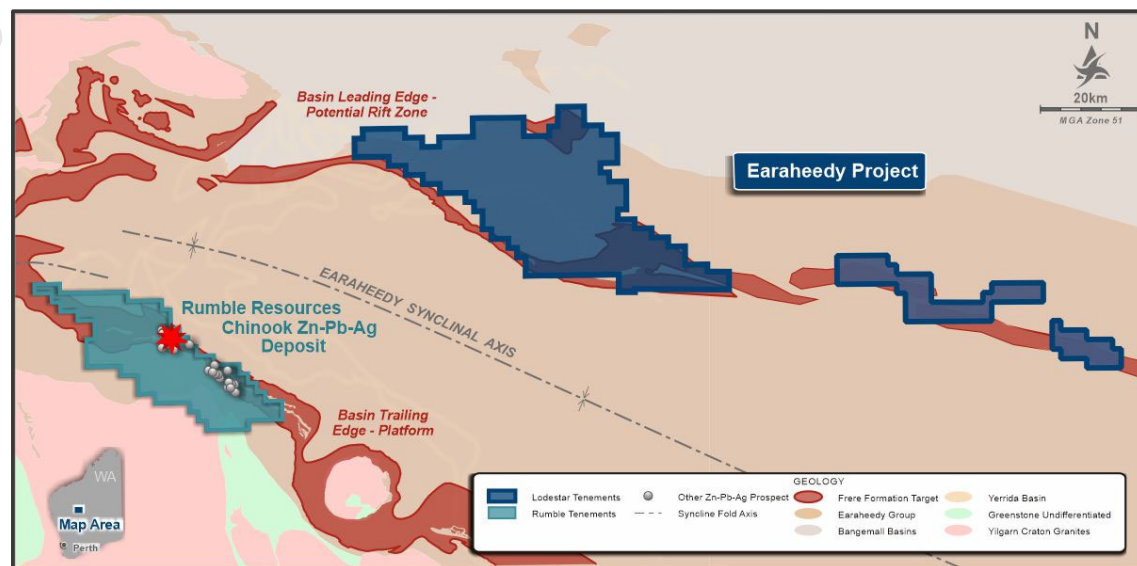 Basin Leading Edge -
Potential Rift Zone
N
20km
MGA Zone 51
Earaheedy Project
EARAHEEDY SYNCLINAL AXIS
Rumble Resources
Chinook Zn-Pb-Ag
Deposit
Basin Trailing
Edge - Platform
WA
Map Area
Perth
GEOLOGY
Lodestar Tenements
Rumble Tenements
Other Zn-Pb-Ag Prospect
Syncline Fold Axis
Frere Formation Target
Earaheedy Group
Bangemall Basins
Yerrida Basin
Greenstone Undifferentiated
Yilgarn Craton Granites